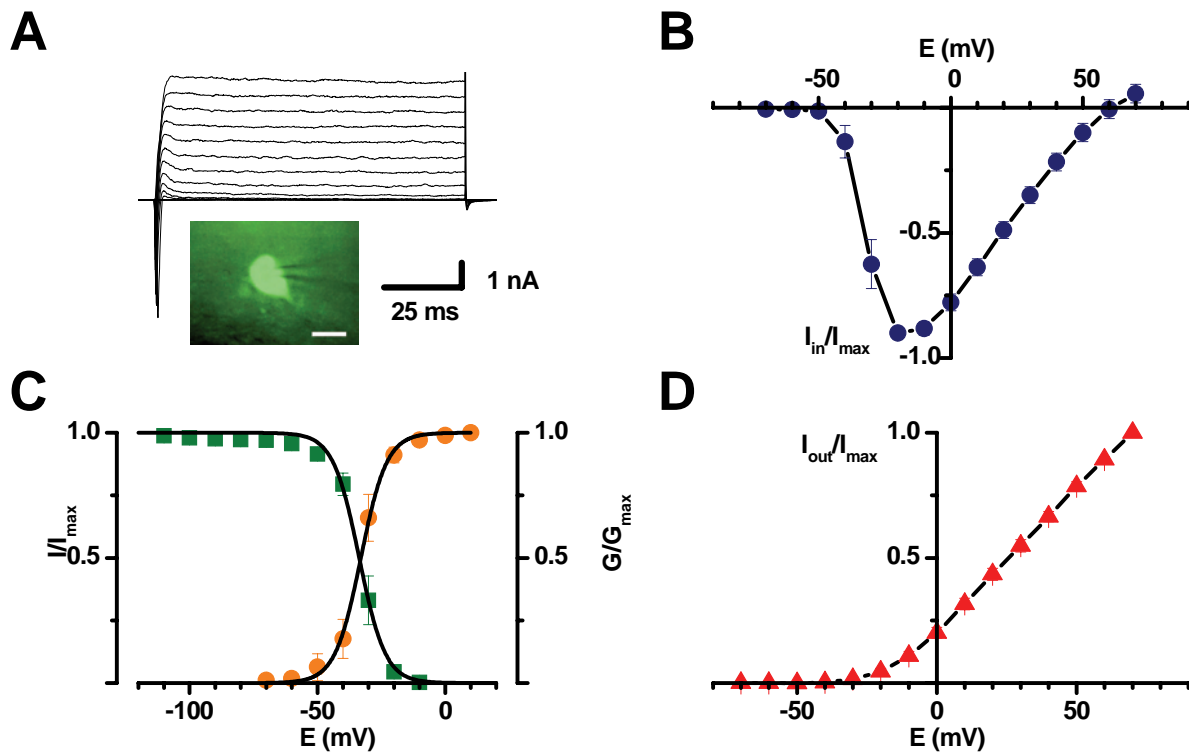 A
1 nA
25 ms
B
E (mV)
-50 0 50
-0.5
-1.0
I_in/I_max
C
1.0
0.5
I/I_max
1.0
0.5
G/G_max
-100 -50 0
E (mV)
D
I_out/I_max
1.0
0.5
-50 0 50
E (mV)